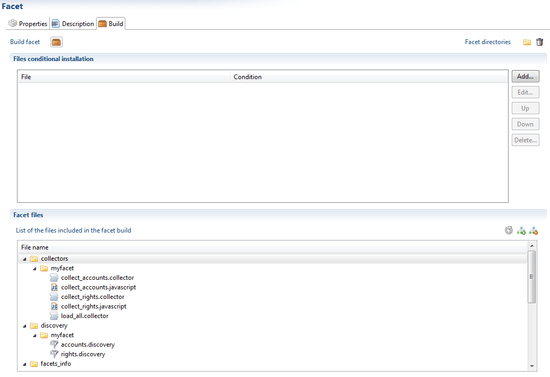 Facet
Properties Description Build
Build facet Facet directories
Files conditional installation
File Condition
Add...
Edit...
Up
Down
Delete...
Facet files
List of the files included in the facet build
File name
collectors
myfacet
collect_accounts.collector
collect_accounts.javascript
collect_rights.collector
collect_rights.javascript
load_all.collector
discovery
myfacet
accounts.discovery
rights.discovery
facets_info